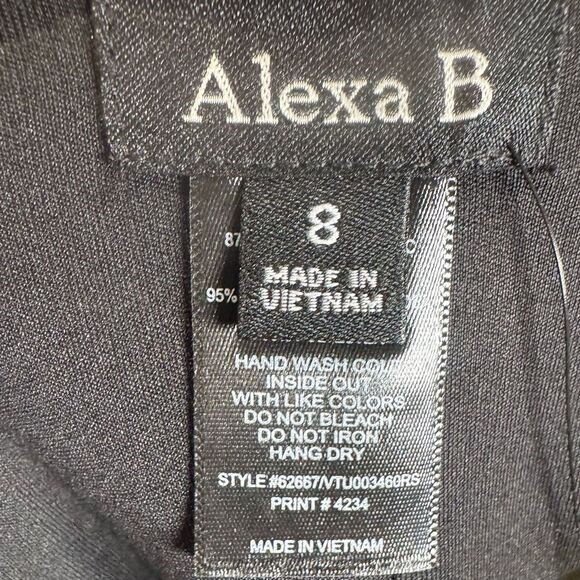 Alexa B
8
MADE IN
VIETNAM
87
95%
HAND WASH COLD
INSIDE OUT
WITH LIKE COLORS
DO NOT BLEACH
DO NOT IRON
HANG DRY
STYLE #62667/VTU003460RS
PRINT # 4234
MADE IN VIETNAM